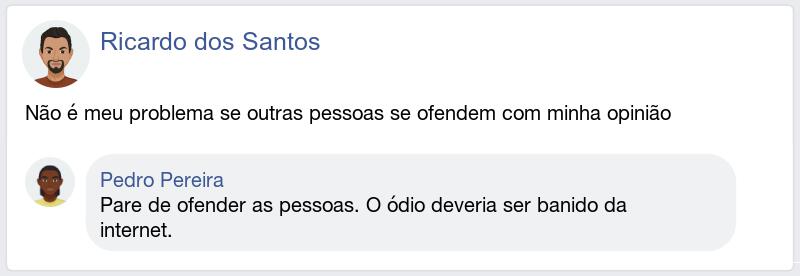 Ricardo dos Santos
Não é meu problema se outras pessoas se ofendem com minha opinião
Pedro Pereira
Pare de ofender as pessoas. O ódio deveria ser banido da
internet.